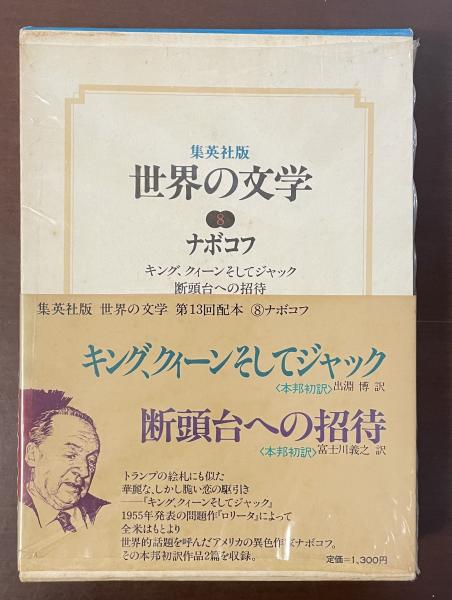 集英社版
世界の文学
8
ナボコフ
キング、クィーンそしてジャック
断頭台への招待
集英社版 世界の文学 第13回配本 ⑧ナボコフ
キング、クィーンそしてジャック
〈本邦初訳〉出淵 博 訳
断頭台への招待
〈本邦初訳〉富士川義之 訳
トランプの絵札にも似た
華麗な、しかし脆い恋の駆引き
──『キング、クィーンそしてジャック』
1955年発表の問題作『ロリータ』によって
全米はもとより
世界的話題を呼んだアメリカの異色作家ナボコフ。
その本邦初訳作品2篇を収録。
定価=1,300円